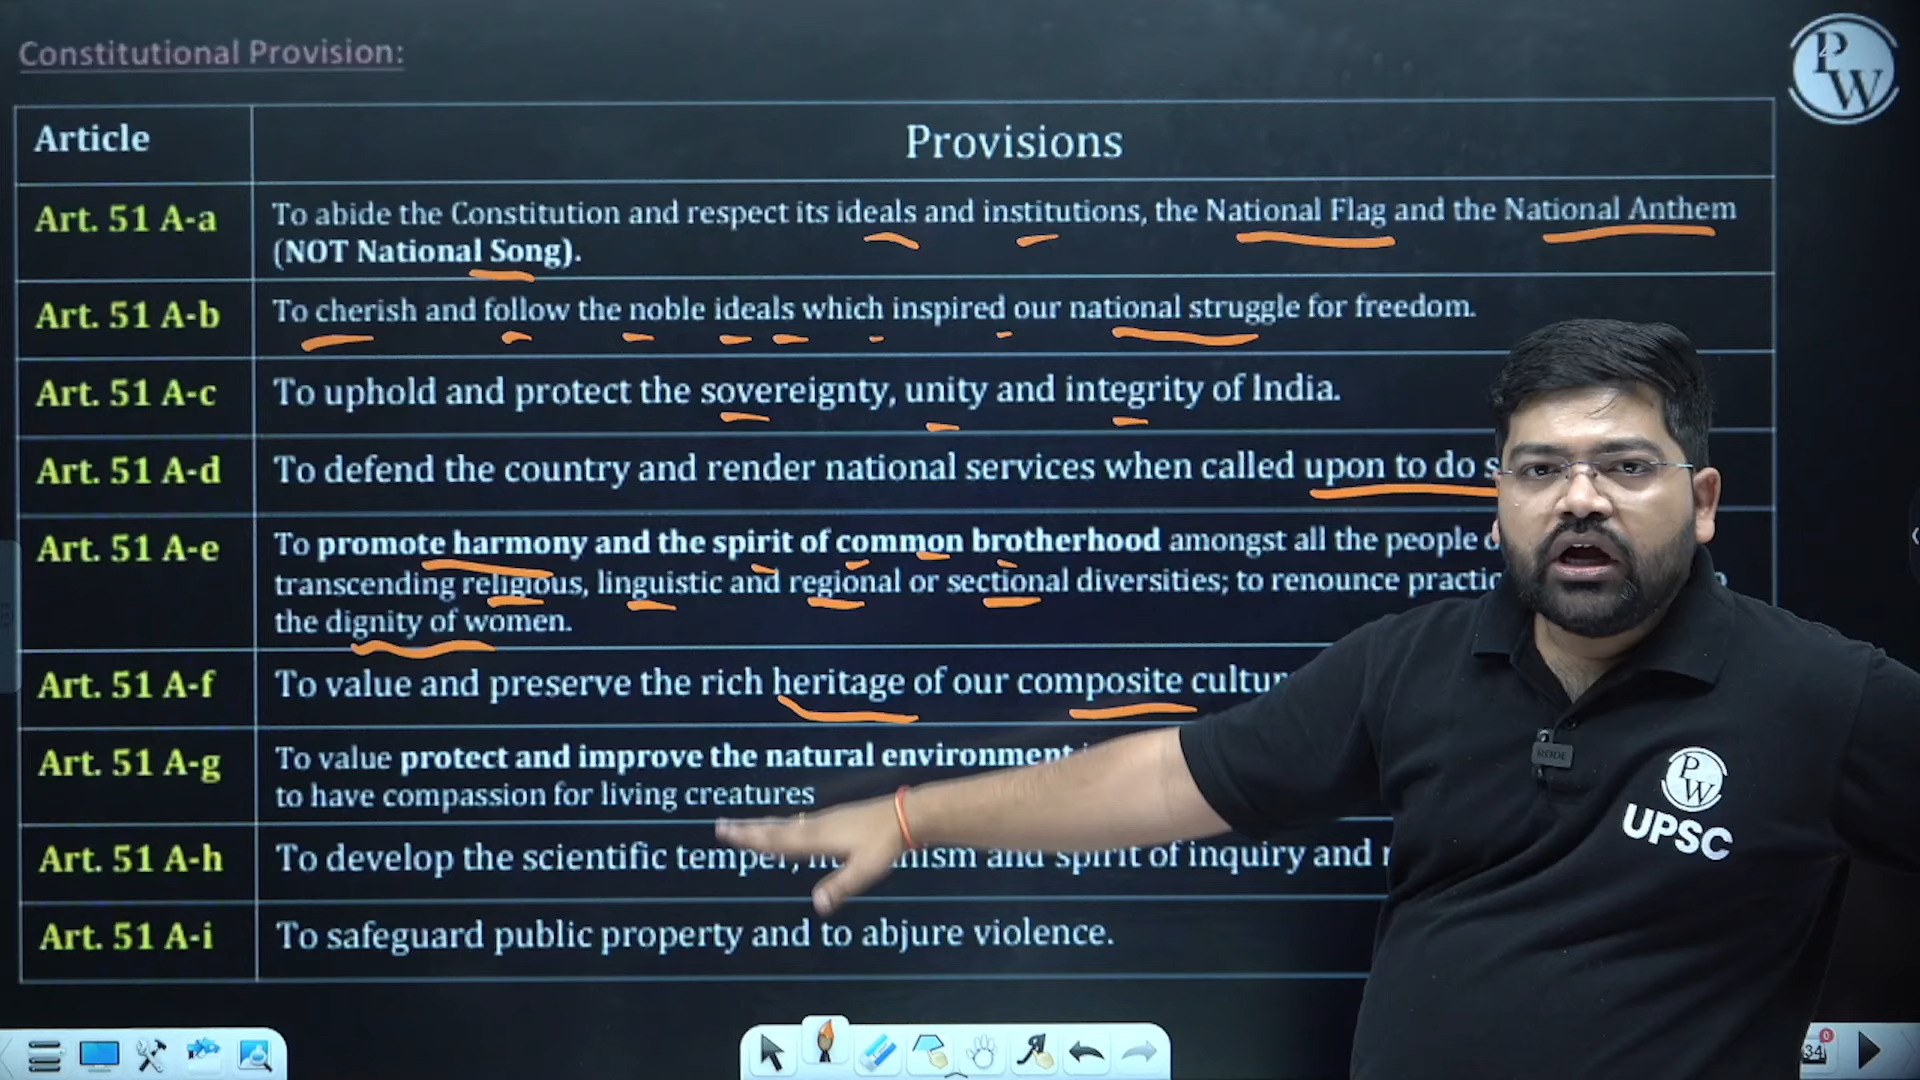 Constitutional Provision:
PW
Article
Provisions
Art. 51 A-a
To abide the Constitution and respect its ideals and institutions, the National Flag and the National Anthem
(NOT National Song).
Art. 51 A-b
To cherish and follow the noble ideals which inspired our national struggle for freedom.
Art. 51 A-c
To uphold and protect the sovereignty, unity and integrity of India.
Art. 51 A-d
To defend the country and render national services when called upon to do s
Art. 51 A-e
To promote harmony and the spirit of common brotherhood amongst all the people
transcending religious, linguistic and regional or sectional diversities; to renounce
the dignity of women.
Art. 51 A-f
To value and preserve the rich heritage of our composite
Art. 51 A-g
To value protect and improve the natural environment
to have compassion for living creatures
Art. 51 A-h
To develop the scientific temper, and spirit of inquiry and
Art. 51 A-i
To safeguard public property and to abjure violence.
RODE
PW
UPSC
34
0